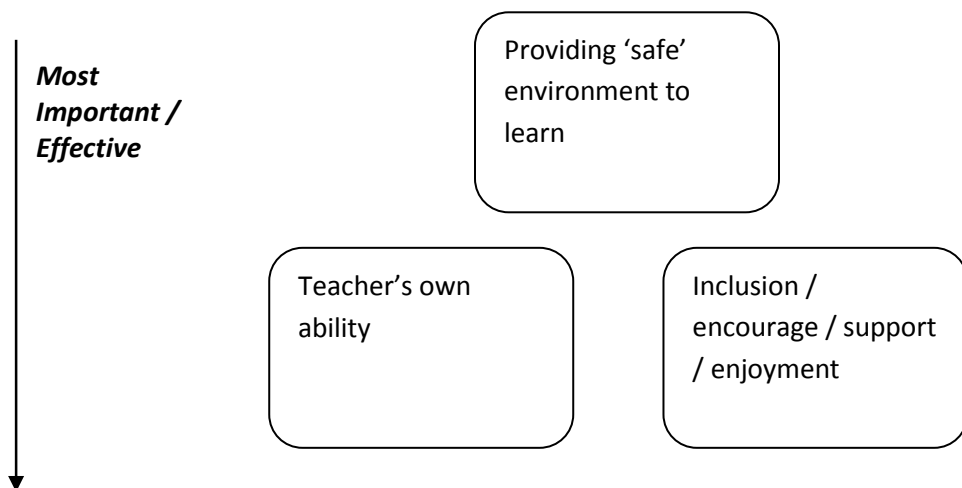 Most
Important /
Effective
Providing ‘safe’
environment to
learn
Teacher’s own
ability
Inclusion /
encourage / support
/ enjoyment